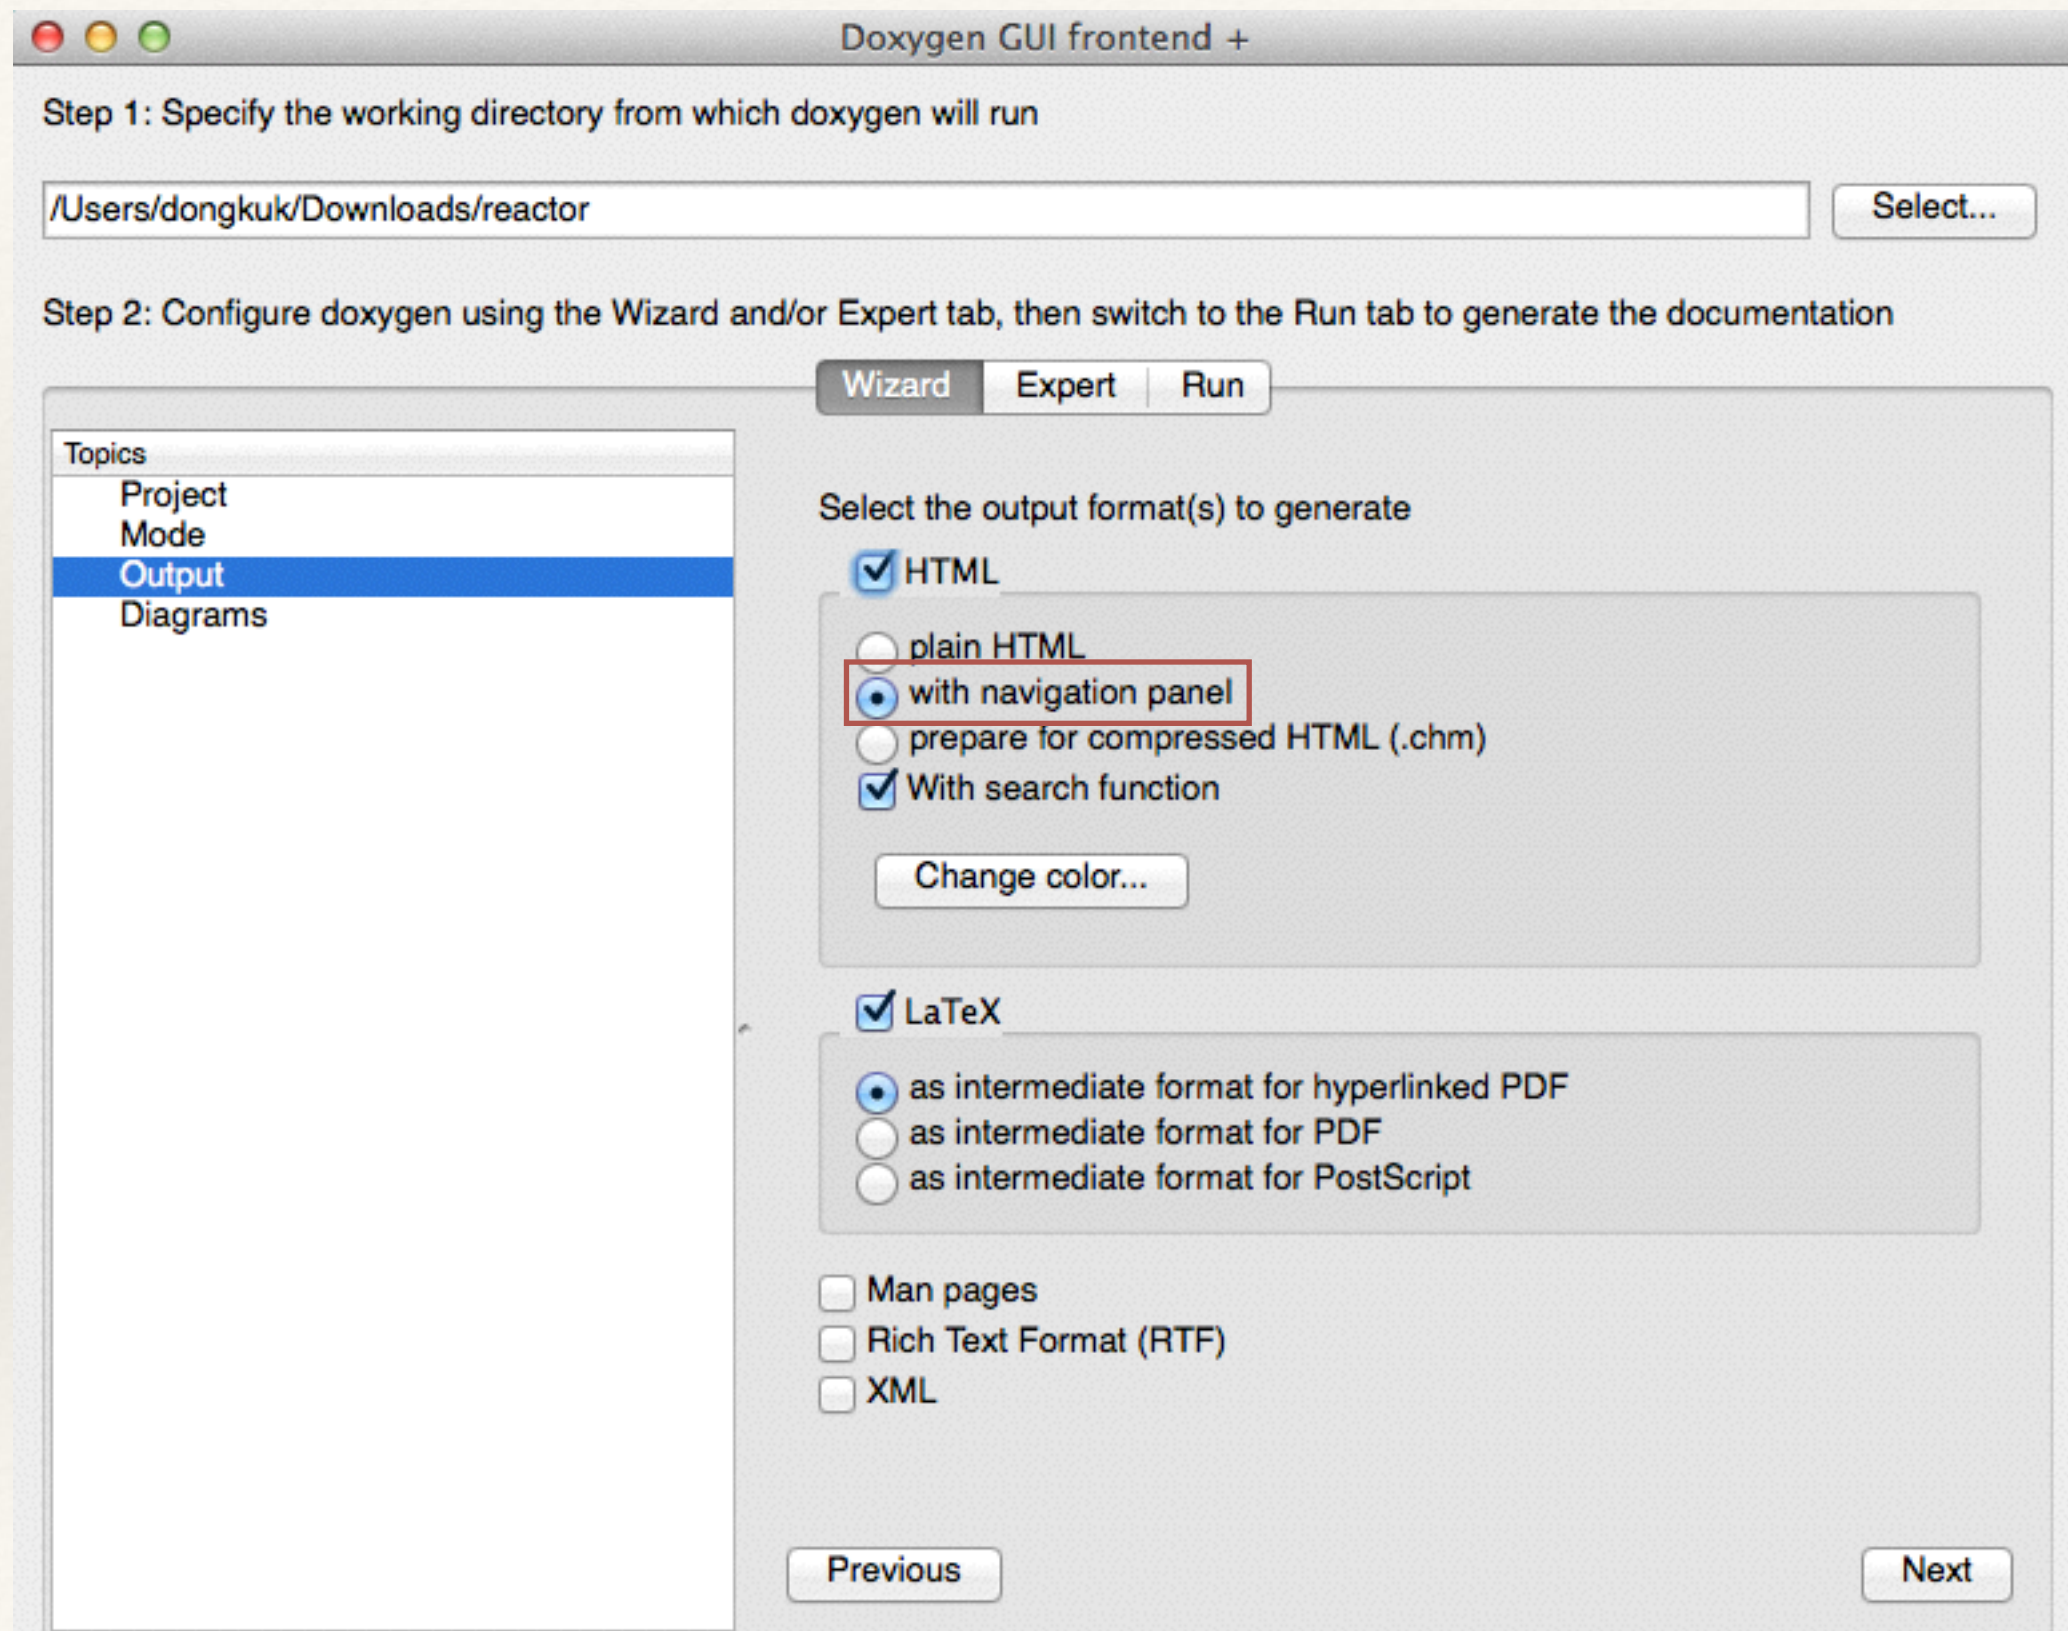 Doxygen GUI frontend +
Step 1: Specify the working directory from which doxygen will run
/Users/dongkuk/Downloads/reactor
Select...
Step 2: Configure doxygen using the Wizard and/or Expert tab, then switch to the Run tab to generate the documentation
Wizard Expert Run
Topics
Project
Mode
Output
Diagrams
Select the output format(s) to generate
HTML
plain HTML
with navigation panel
prepare for compressed HTML (.chm)
With search function
Change color...
LaTeX
as intermediate format for hyperlinked PDF
as intermediate format for PDF
as intermediate format for PostScript
Man pages
Rich Text Format (RTF)
XML
Previous
Next